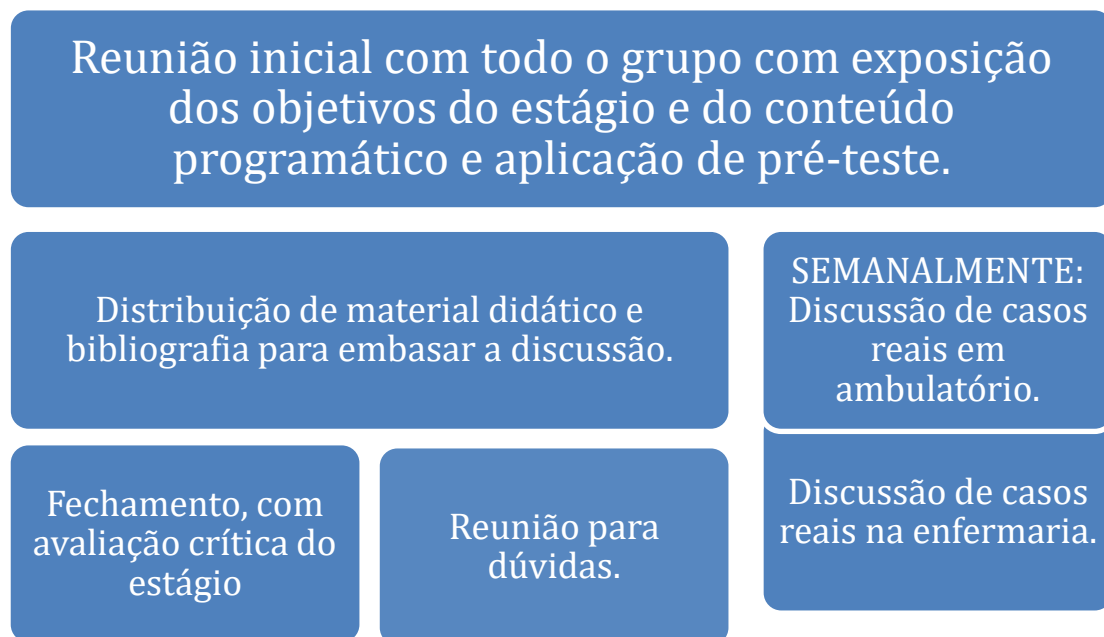 Reunião inicial com todo o grupo com exposição
dos objetivos do estágio e do conteúdo
programático e aplicação de pré-teste.
Distribuição de material didático e
bibliografia para embasar a discussão.
SEMANALMENTE:
Discussão de casos
reais em
ambulatório.
Fechamento, com
avaliação crítica do
estágio
Reunião para
dúvidas.
Discussão de casos
reais na enfermaria.